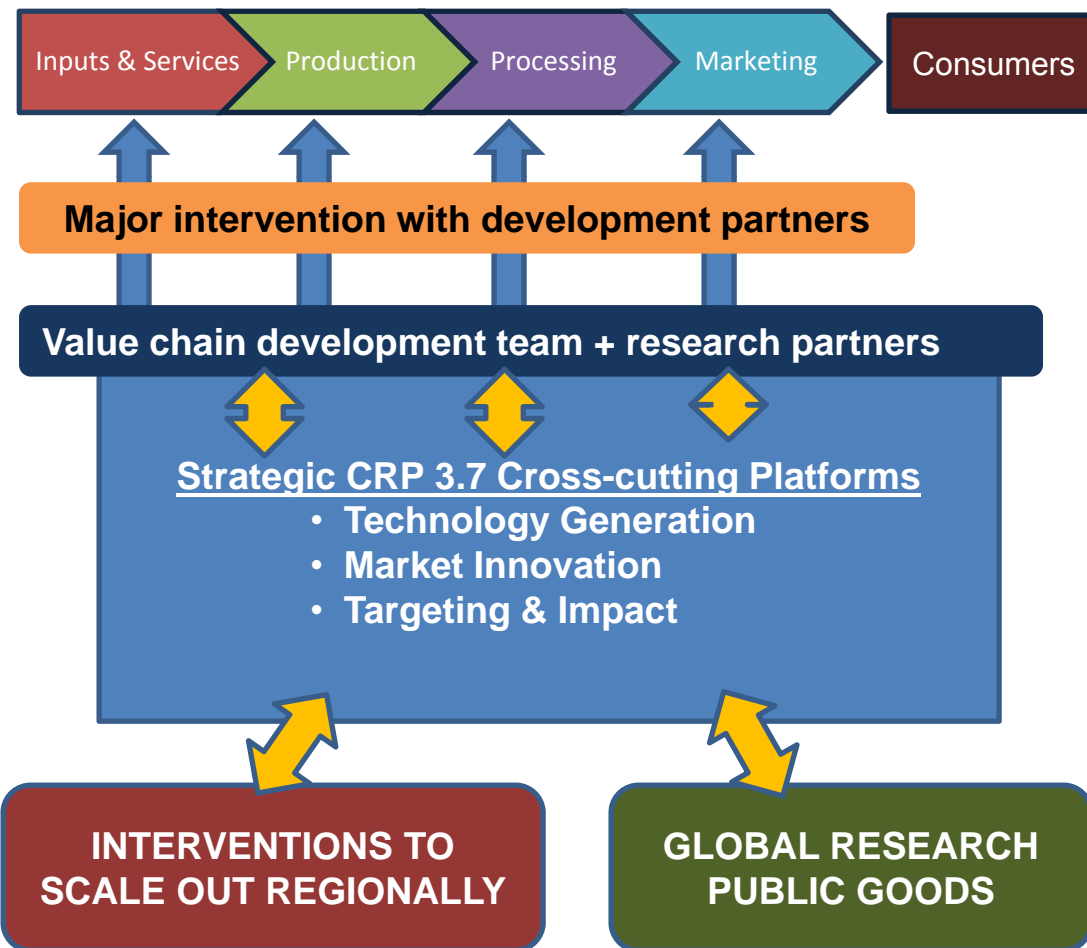 Inputs & Services
Production
Processing
Marketing
Consumers
Major intervention with development partners
Value chain development team + research partners
Strategic CRP 3.7 Cross-cutting Platforms
• Technology Generation
• Market Innovation
• Targeting & Impact
INTERVENTIONS TO
SCALE OUT REGIONALLY
GLOBAL RESEARCH
PUBLIC GOODS